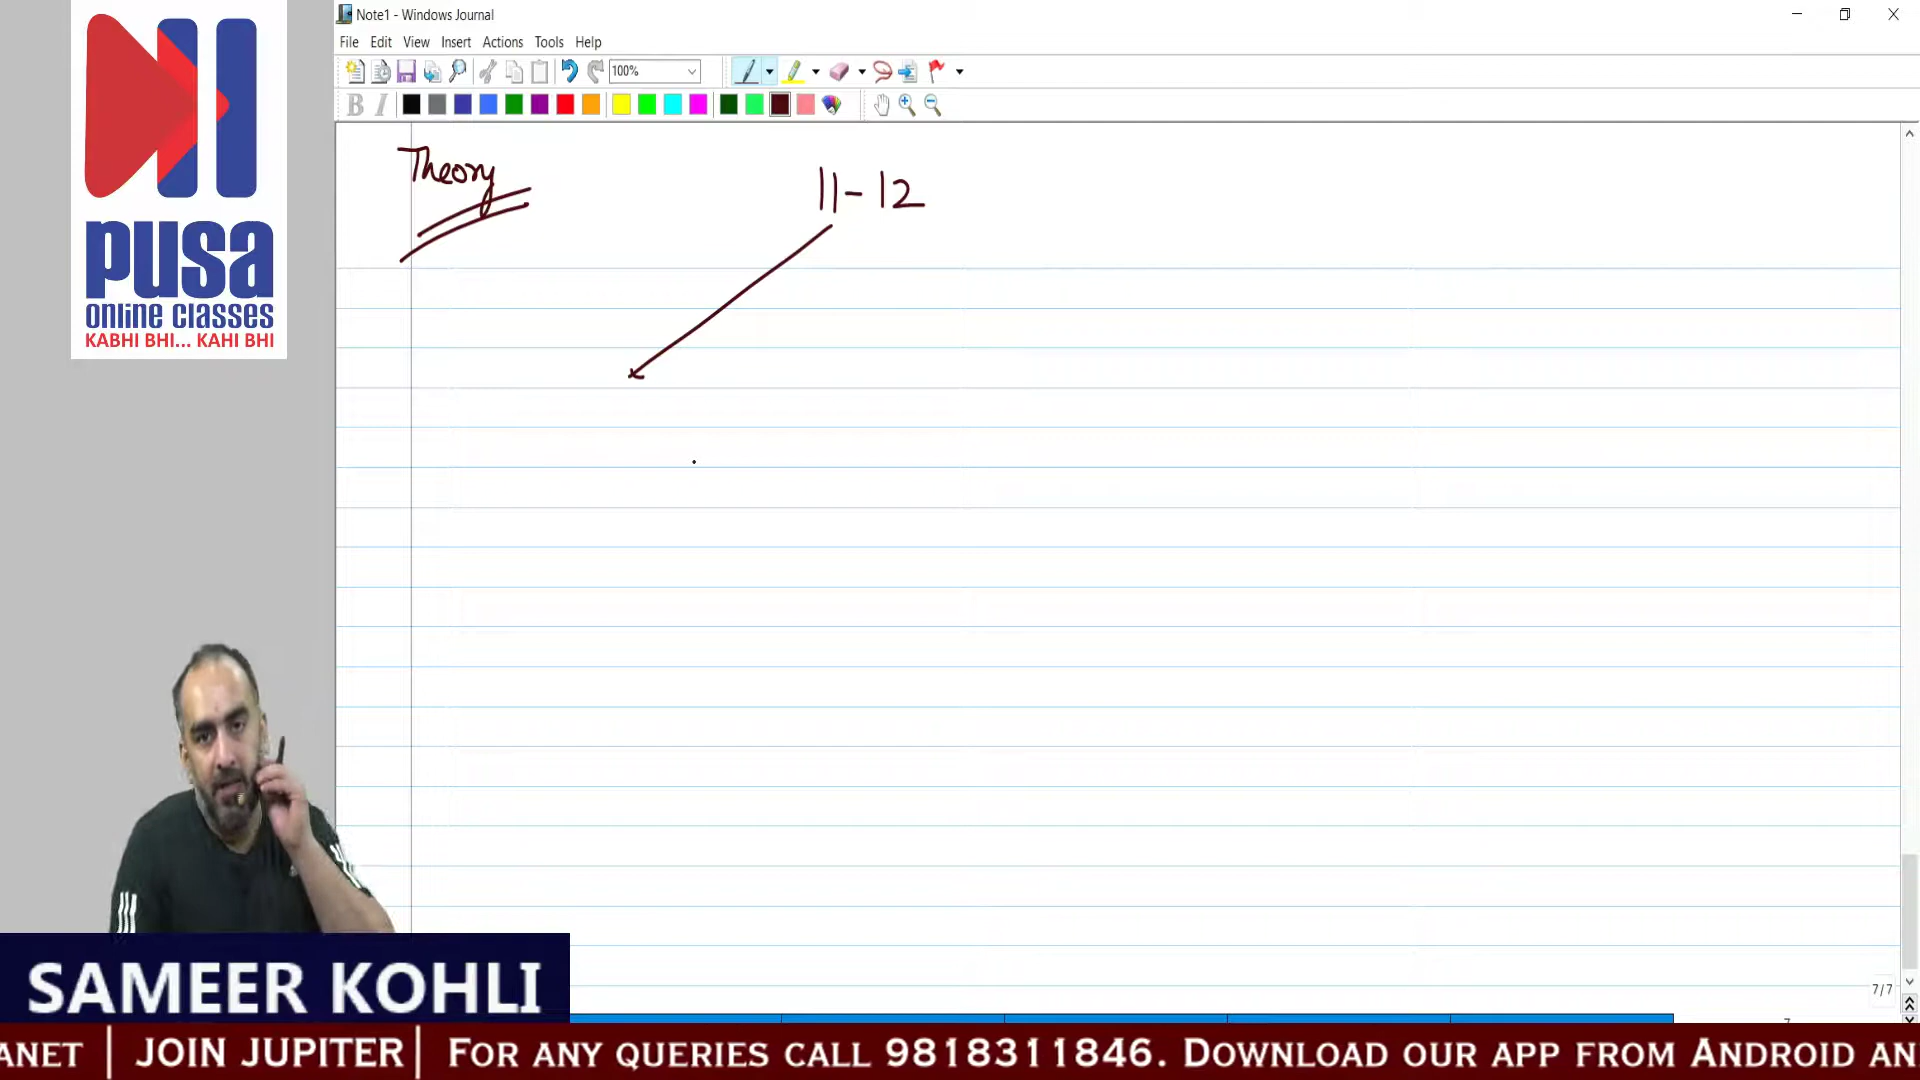 Note1 - Windows Journal
File Edit View Insert Actions Tools Help
100%
B I
Theory
11-12
pusa
online classes
KABHI BHI... KAHI BHI
7/7
SAMEER KOHLI
ANET | JOIN JUPITER | FOR ANY QUERIES CALL 9818311846. DOWNLOAD OUR APP FROM ANDROID AN